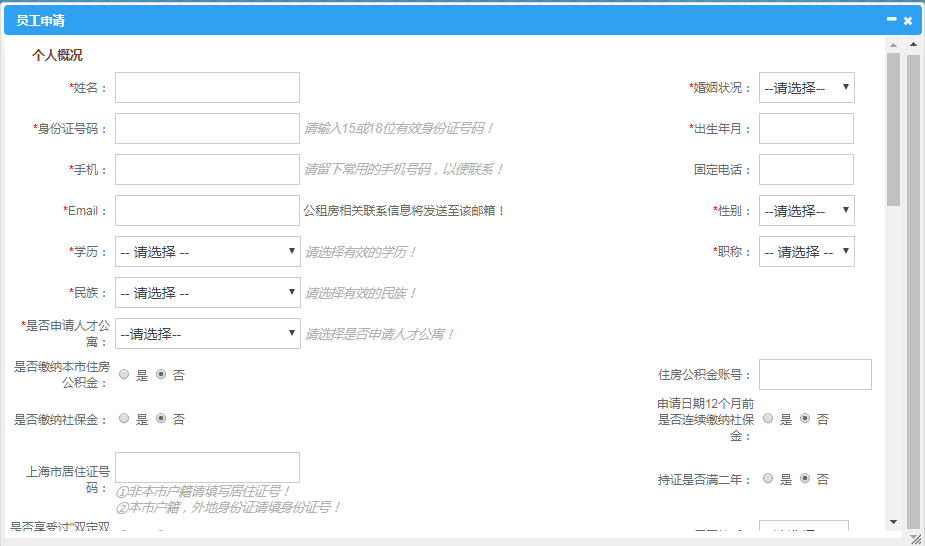 员工申请
个人概况
*姓名：
*婚姻状况：
--请选择--
*身份证号码：
请输入15或18位有效身份证号码！
*出生年月：
*手机：
请留下常用的手机号码，以便联系！
固定电话：
*Email：
公租房相关联系信息将发送至该邮箱！
*性别：
--请选择--
*学历：
-- 请选择 --
请选择有效的学历！
*职称：
-- 请选择 --
*民族：
-- 请选择 --
请选择有效的民族！
*是否申请人才公
寓：
--请选择--
请选择是否申请人才公寓！
是否缴纳本市住房
公积金：
是 否
住房公积金账号：
是否缴纳社保金：
是 否
申请日期12个月前
是否连续缴纳社保
金：
是 否
上海市居住证号
码：
①非本市户籍请填写居住证号！
②本市户籍，外地身份证请填身份证号！
持证是否满二年：
是 否
是否享受过"双定双